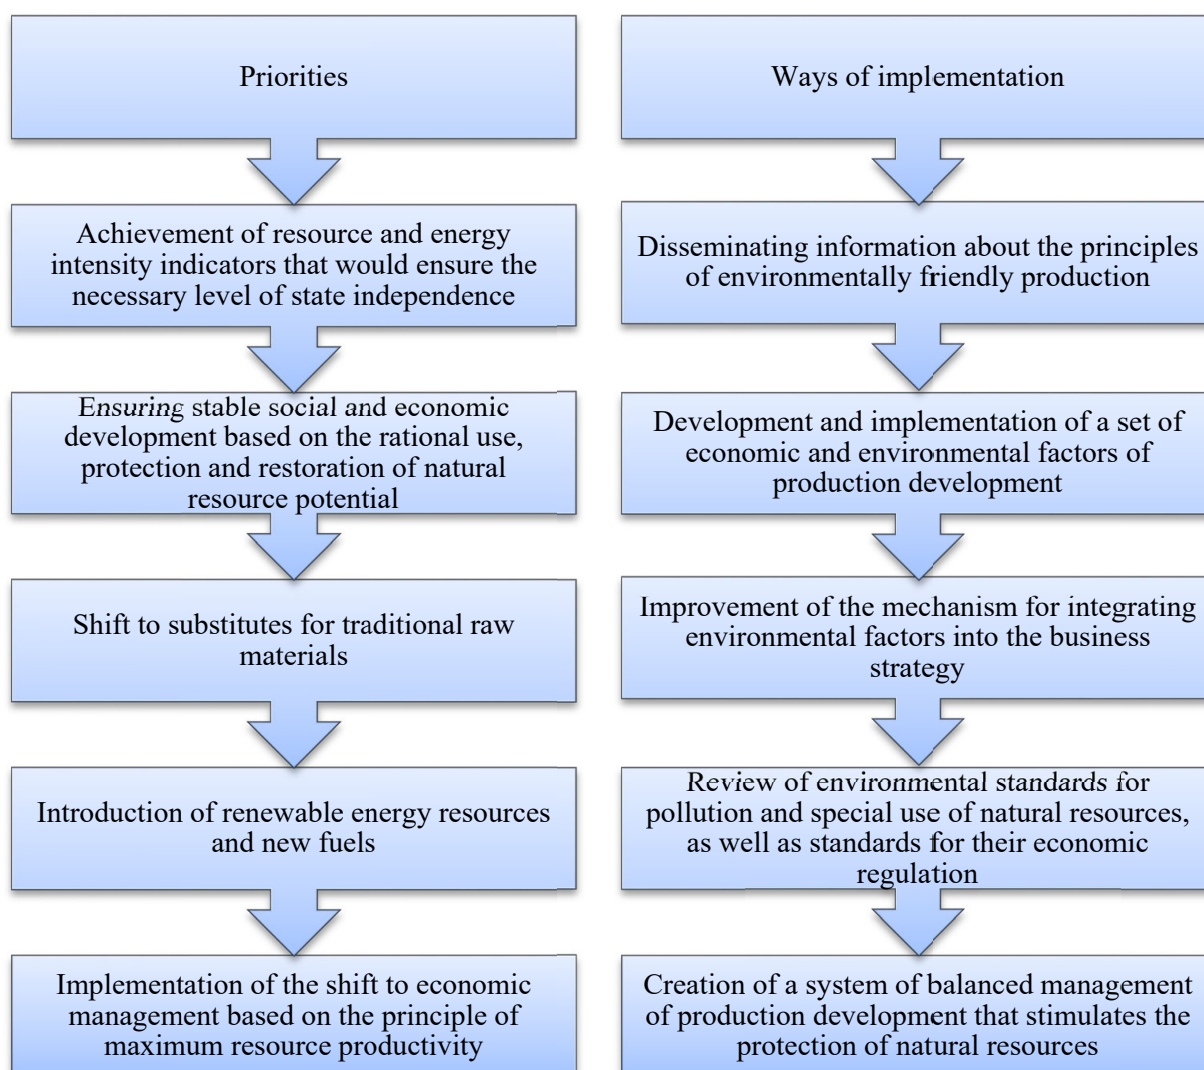 Priorities
Achievement of resource and energy
intensity indicators that would ensure the
necessary level of state independence
Ensuring stable social and economic
development based on the rational use,
protection and restoration of natural
resource potential
Shift to substitutes for traditional raw
materials
Introduction of renewable energy resources
and new fuels
Implementation of the shift to economic
management based on the principle of
maximum resource productivity
Ways of implementation
Disseminating information about the principles
of environmentally friendly production
Development and implementation of a set of
economic and environmental factors of
production development
Improvement of the mechanism for integrating
environmental factors into the business
strategy
Review of environmental standards for
pollution and special use of natural resources,
as well as standards for their economic
regulation
Creation of a system of balanced management
of production development that stimulates the
protection of natural resources